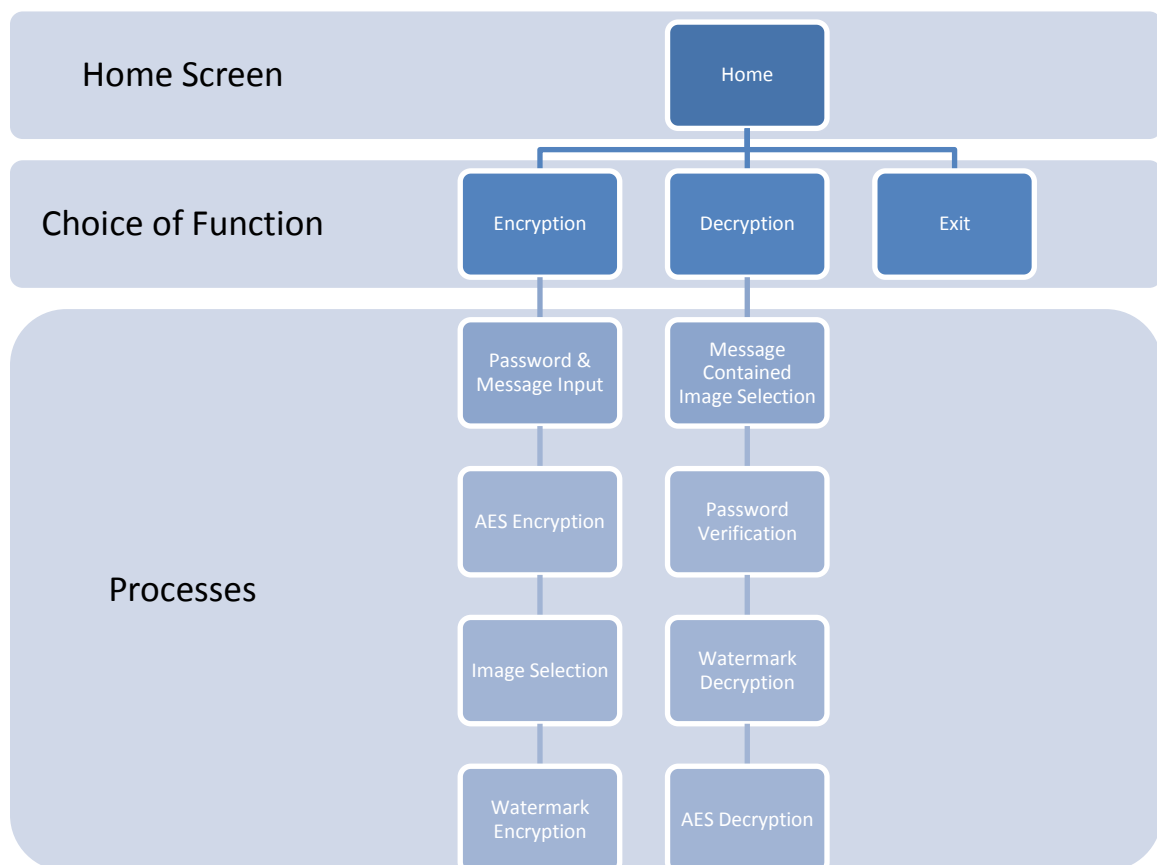 Home Screen
Home
Choice of Function
Encryption
Decryption
Exit
Processes
Password &
Message Input
Message
Contained
Image Selection
AES Encryption
Password
Verification
Image Selection
Watermark
Decryption
Watermark
Encryption
AES Decryption